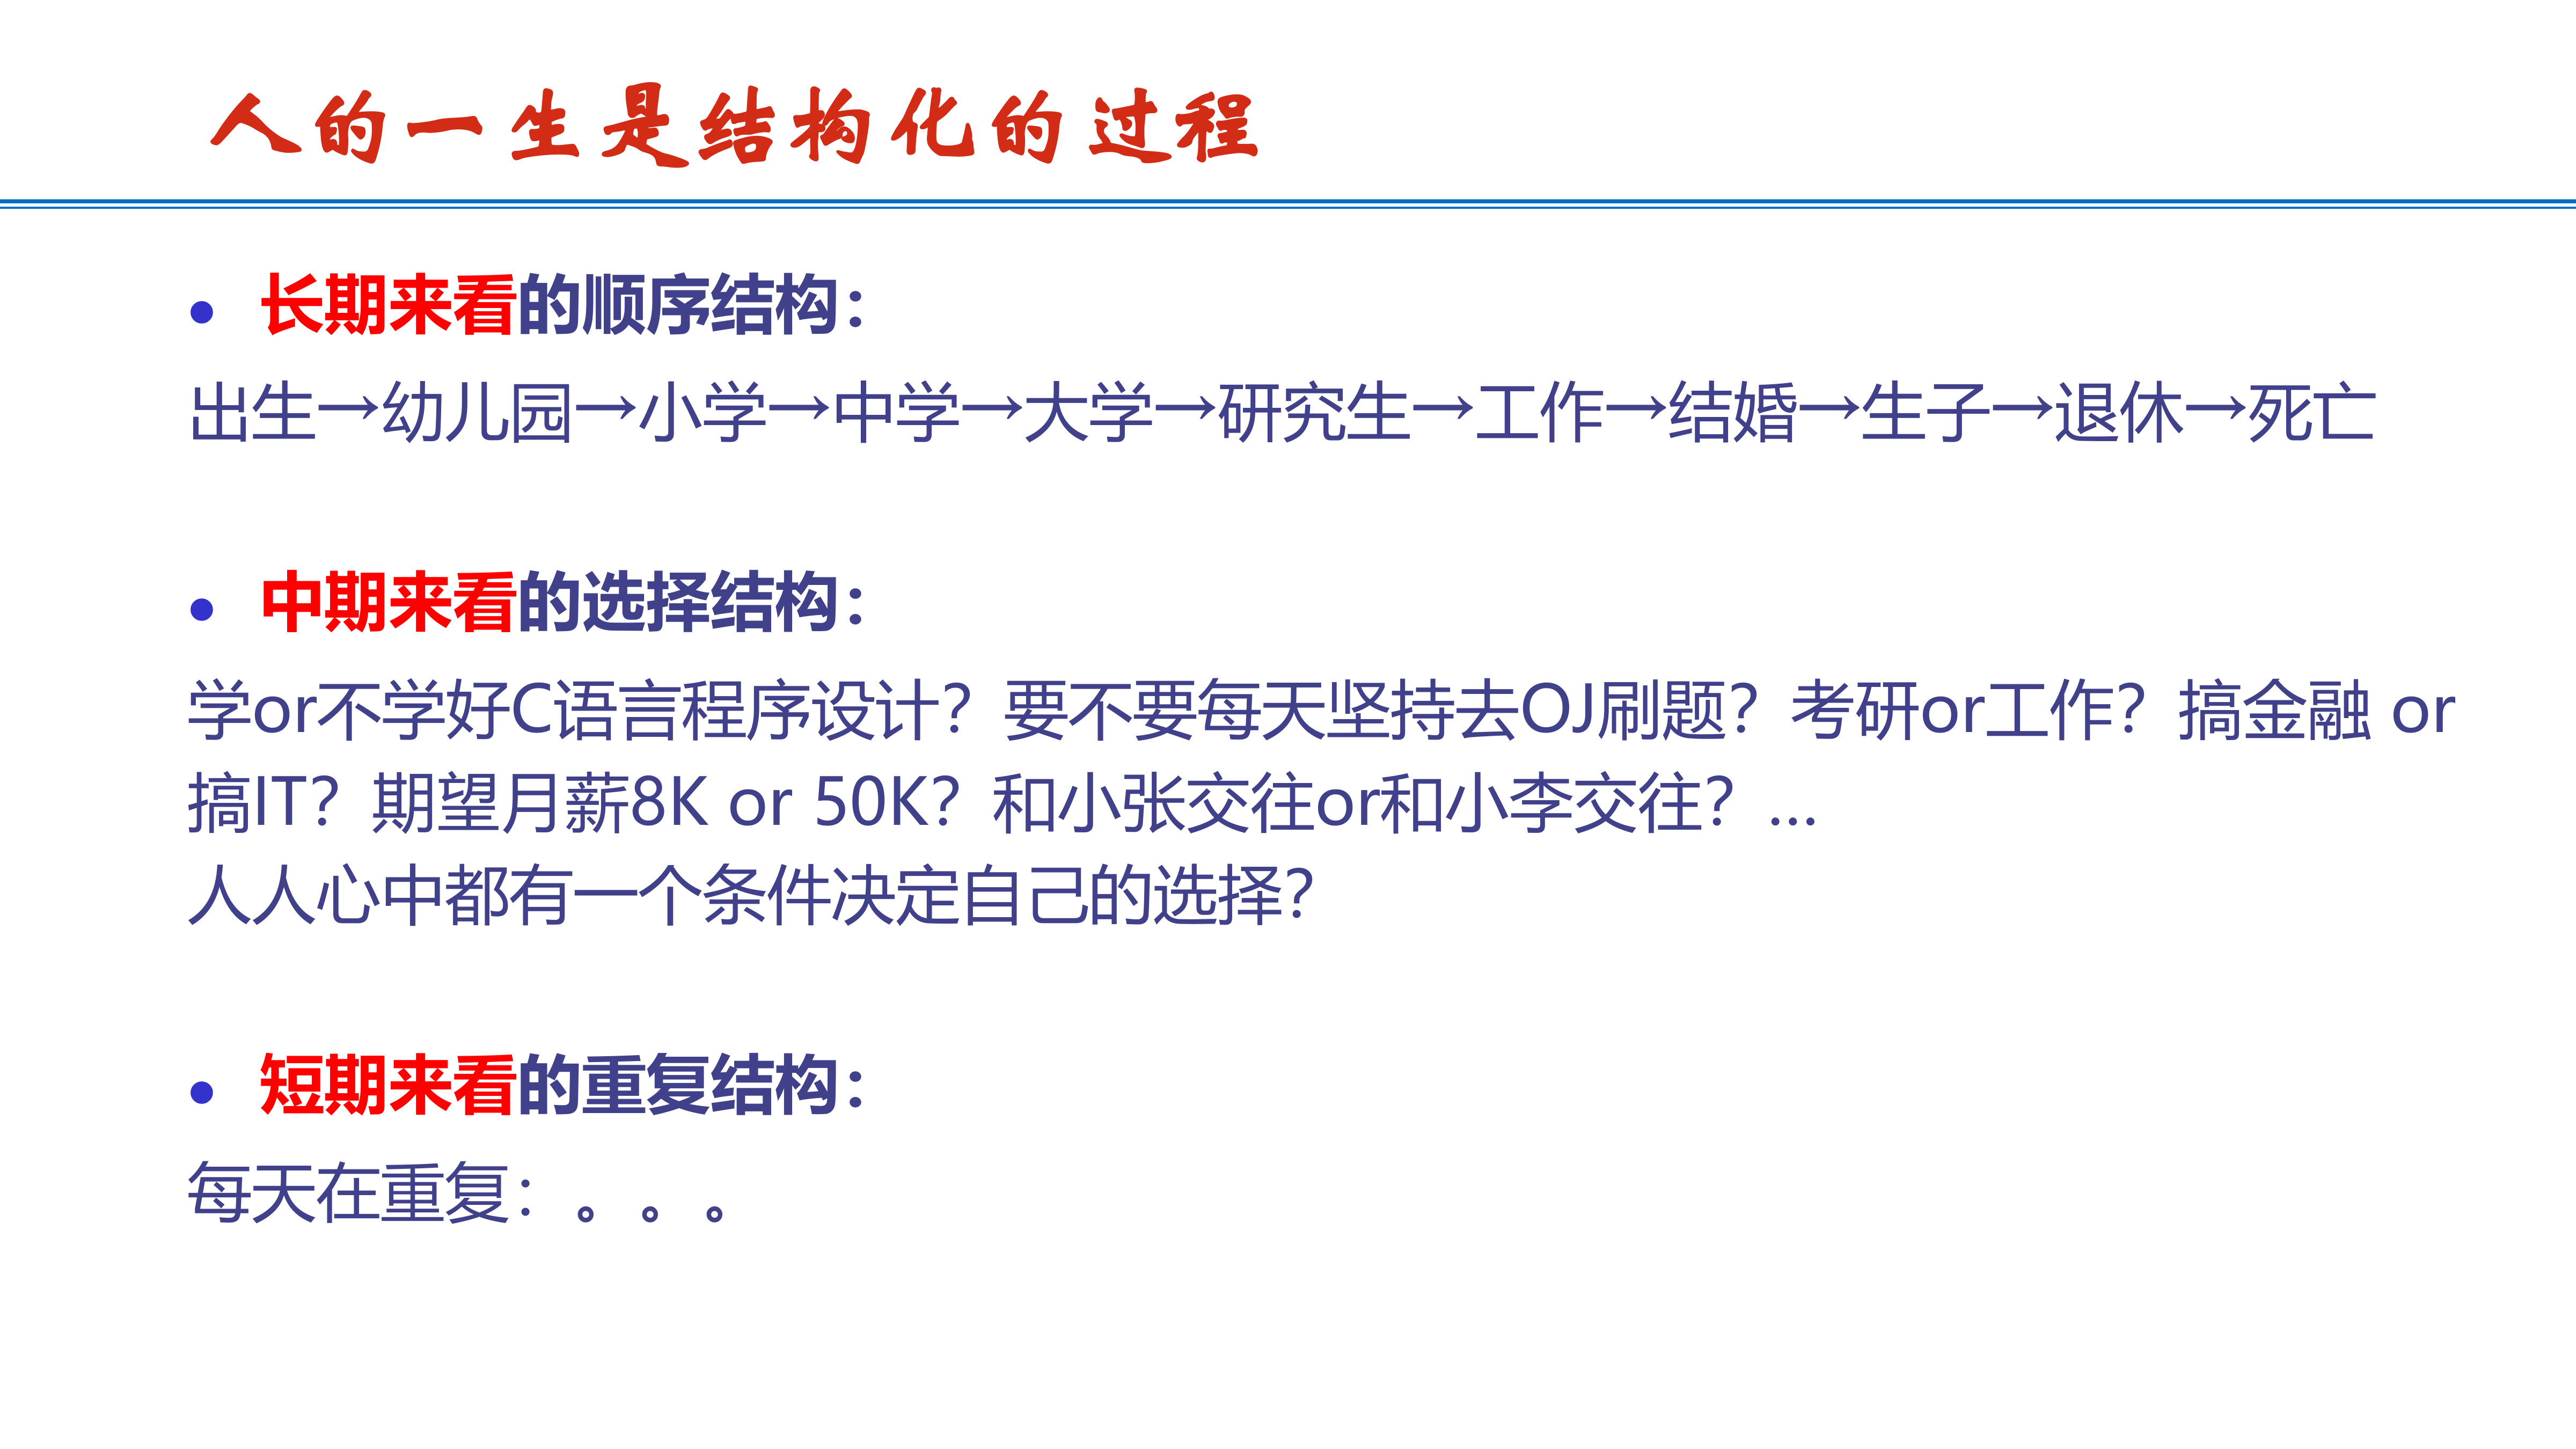 人的一生是结构化的过程
● 长期来看的顺序结构：
出生→幼儿园→小学→中学→大学→研究生→工作→结婚→生子→退休→死亡
● 中期来看的选择结构：
学or不学好C语言程序设计？要不要每天坚持去OJ刷题？考研or工作？搞金融 or
搞IT？期望月薪8K or 50K？和小张交往or和小李交往？…
人人心中都有一个条件决定自己的选择？
● 短期来看的重复结构：
每天在重复：。。。